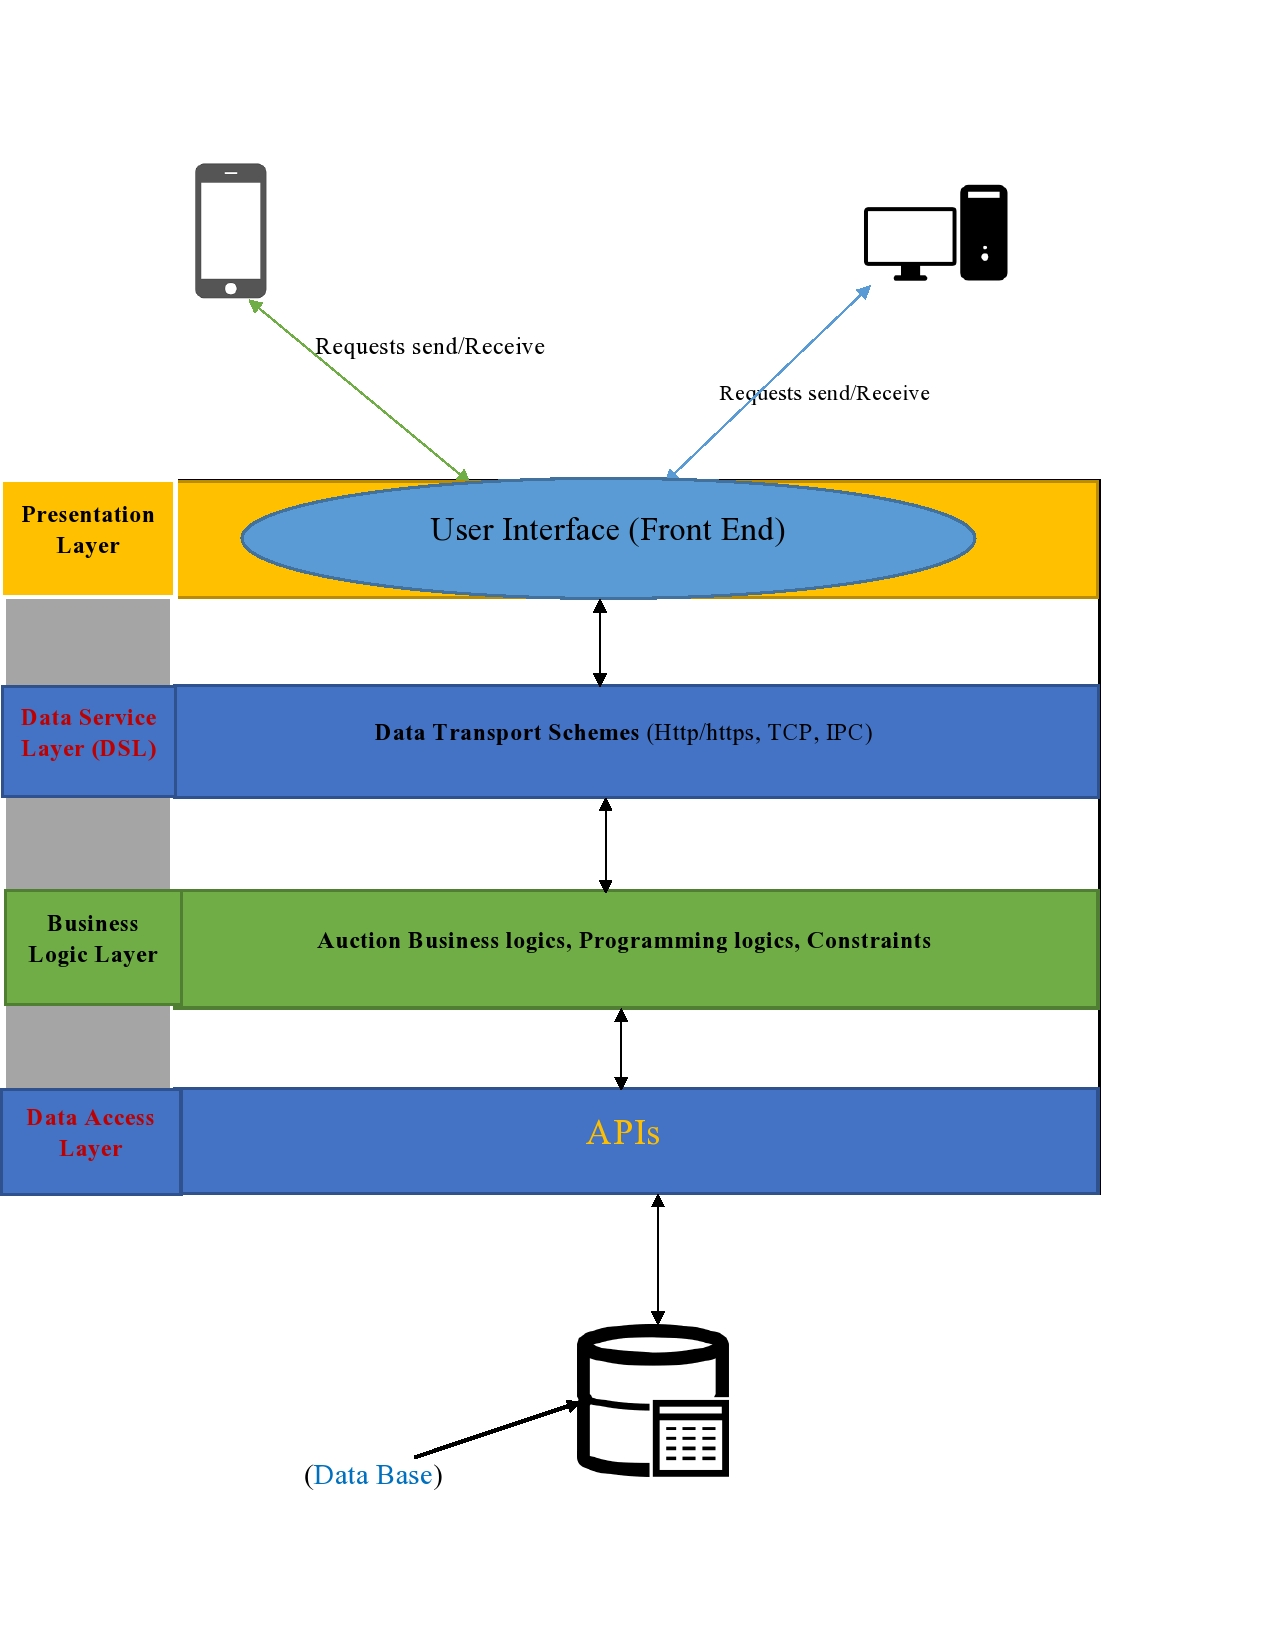 Requests send/Receive
Requests send/Receive
Presentation
Layer
User Interface (Front End)
Data Service
Layer (DSL)
Data Transport Schemes (Http/https, TCP, IPC)
Business
Logic Layer
Auction Business logics, Programming logics, Constraints
Data Access
Layer
APIs
(Data Base)